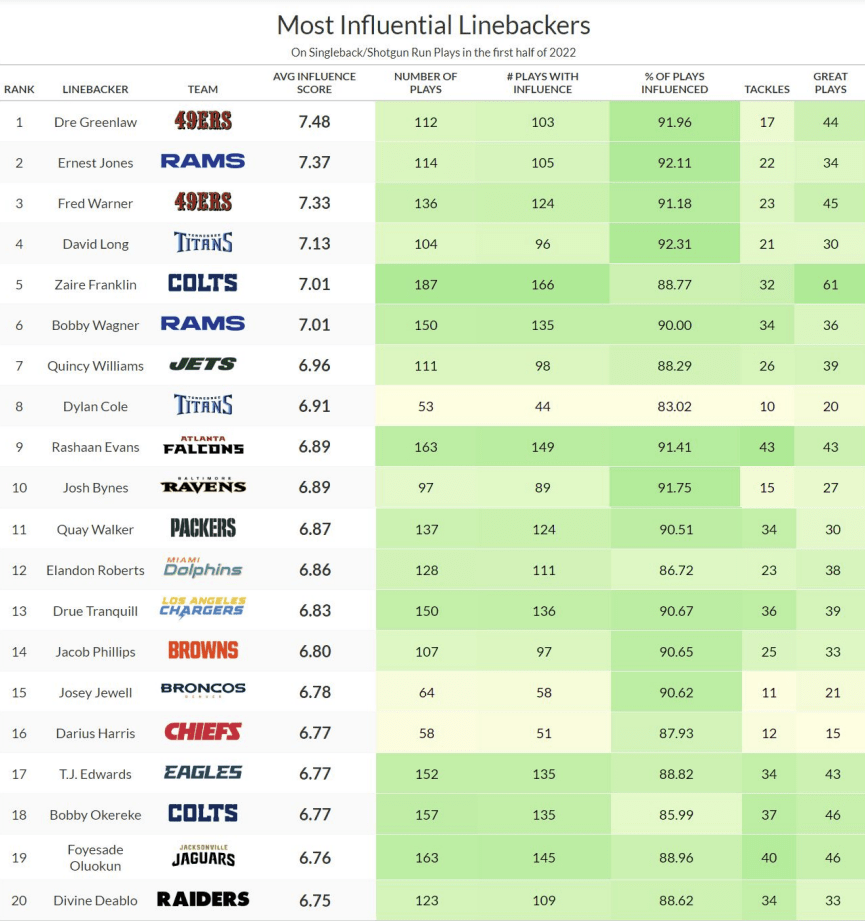 Most Influential Linebackers
On Singleback/Shotgun Run Plays in the first half of 2022
RANK LINEBACKER TEAM AVG INFLUENCE SCORE NUMBER OF PLAYS # PLAYS WITH INFLUENCE % OF PLAYS INFLUENCED TACKLES GREAT PLAYS
1 Dre Greenlaw 49ERS 7.48 112 103 91.96 17 44
2 Ernest Jones RAMS 7.37 114 105 92.11 22 34
3 Fred Warner 49ERS 7.33 136 124 91.18 23 45
4 David Long TENNESSEE TITANS 7.13 104 96 92.31 21 30
5 Zaire Franklin COLTS 7.01 187 166 88.77 32 61
6 Bobby Wagner RAMS 7.01 150 135 90.00 34 36
7 Quincy Williams JETS 6.96 111 98 88.29 26 39
8 Dylan Cole TENNESSEE TITANS 6.91 53 44 83.02 10 20
9 Rashaan Evans ATLANTA FALCONS 6.89 163 149 91.41 43 43
10 Josh Bynes BALTIMORE RAVENS 6.89 97 89 91.75 15 27
11 Quay Walker PACKERS 6.87 137 124 90.51 34 30
12 Elandon Roberts MIAMI Dolphins 6.86 128 111 86.72 23 38
13 Drue Tranquill LOS ANGELES CHARGERS 6.83 150 136 90.67 36 39
14 Jacob Phillips BROWNS 6.80 107 97 90.65 25 33
15 Josey Jewell BRONCOS 6.78 64 58 90.62 11 21
16 Darius Harris CHIEFS 6.77 58 51 87.93 12 15
17 T.J. Edwards EAGLES 6.77 152 135 88.82 34 43
18 Bobby Okereke COLTS 6.77 157 135 85.99 37 46
19 Foyesade Oluokun JACKSONVILLE JAGUARS 6.76 163 145 88.96 40 46
20 Divine Deablo RAIDERS 6.75 123 109 88.62 34 33